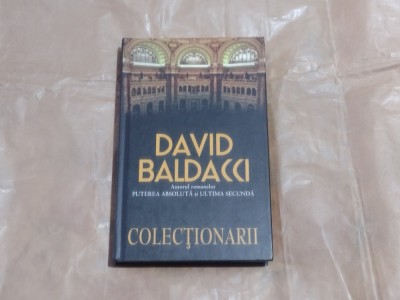 DAVID
BALDACCI
Autorul romanelor
PUTEREA ABSOLUTĂ și ULTIMA SECUNDĂ
COLECŢIONARII